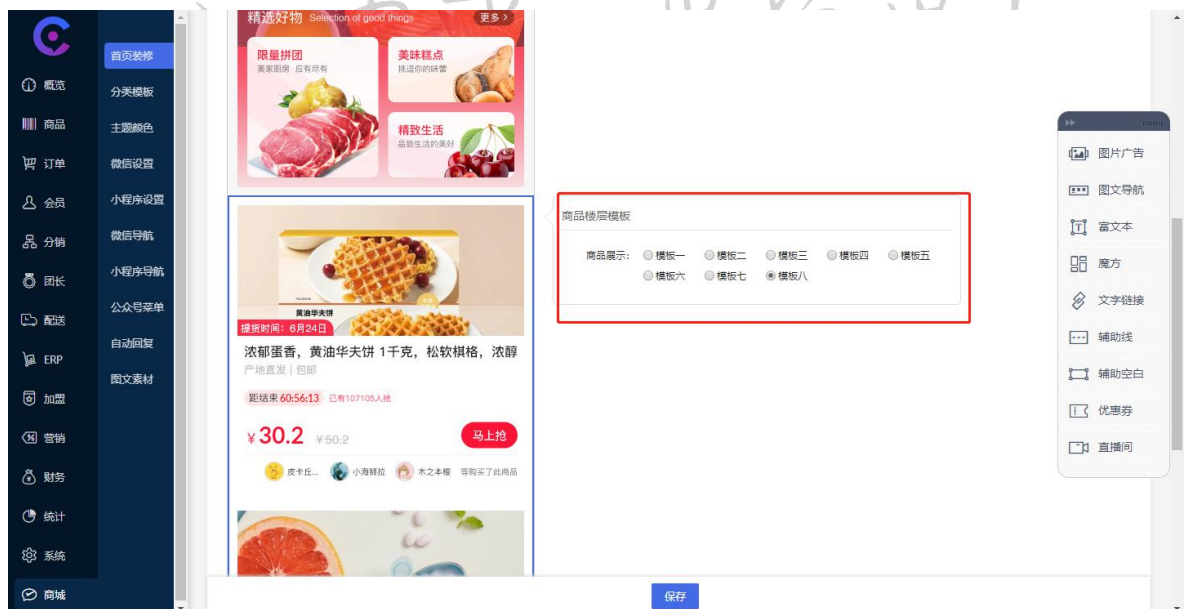 概览
商品
订单
会员
分销
团长
配送
ERP
加盟
营销
财务
统计
系统
商城
首页装修
分类模板
主题颜色
微信设置
小程序设置
微信导航
小程序导航
公众号菜单
自动回复
图文素材
精选好物 Selection of good things 更多 >
限量拼团
美家厨房 应有尽有
美味糕点
挑逗你的味蕾
精致生活
品尝生活的美好
黄油华夫饼
提货时间：6月24日
浓郁蛋香，黄油华夫饼 1千克，松软棋格，浓醇
产地直发 | 包邮
距结束 60:56:13 已有107105人抢
¥30.2 ¥50.2 马上抢
皮卡丘... 小海鲜拉 木之本樱 等购买了此商品
商品楼层模板
商品展示: 模板一 模板二 模板三 模板四 模板五
模板六 模板七 模板八
图片广告
图文导航
富文本
魔方
文字链接
辅助线
辅助空白
优惠券
直播间
保存